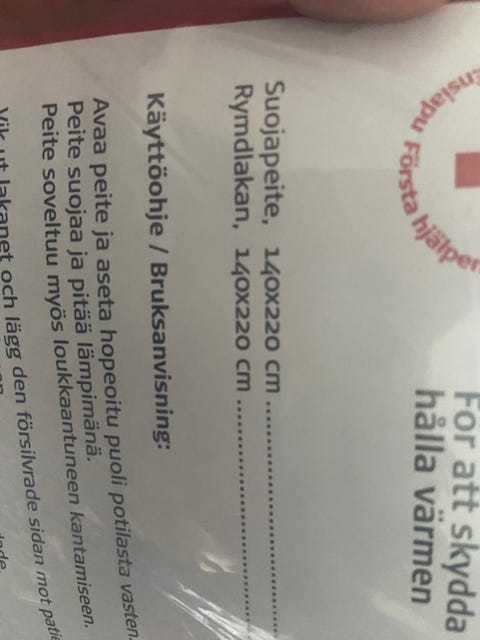 Första hjälpen
För att skydda
hålla värmen
Suojapeite, 140x220 cm
Rymdlakan, 140x220 cm
Käyttöohje / Bruksanvisning:
Avaa peite ja aseta hopeoitu puoli potilasta vasten.
Peite suojaa ja pitää lämpimänä.
Peite soveltuu myös loukkaantuneen kantamiseen.
Vik ut lakanet och lägg den försilvrade sidan mot